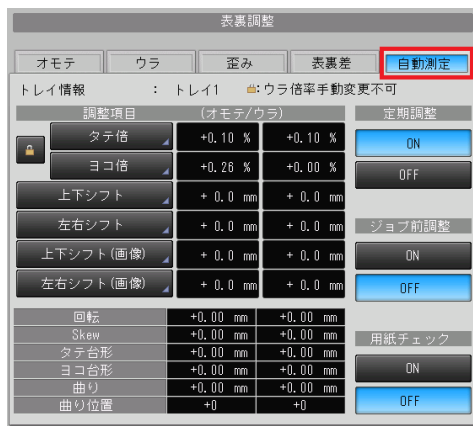 表裏調整
オモテ ウラ 歪み 表裏差 自動測定
トレイ情報 : トレイ1 :ウラ倍率手動変更不可
調整項目 (オモテ/ウラ) 定期調整
タテ倍 +0.10 % +0.10 % ON
ヨコ倍 +0.26 % +0.00 % OFF
上下シフト + 0.0 mm + 0.0 mm
左右シフト + 0.0 mm + 0.0 mm ジョブ前調整
上下シフト(画像) + 0.0 mm + 0.0 mm ON
左右シフト(画像) + 0.0 mm + 0.0 mm OFF
回転 +0.00 mm +0.00 mm
Skew +0.00 mm +0.00 mm 用紙チェック
タテ台形 +0.00 mm +0.00 mm
ヨコ台形 +0.00 mm +0.00 mm ON
曲り +0.00 mm +0.00 mm
曲り位置 +0 +0 OFF